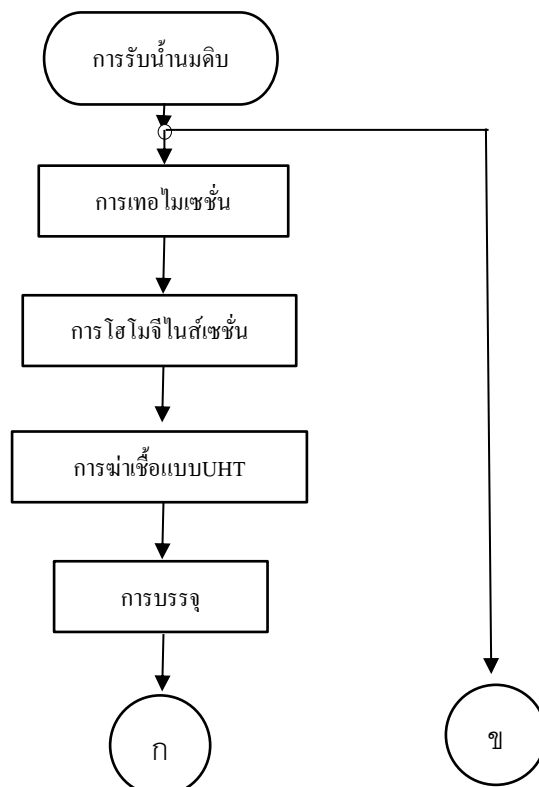 การรับน้ำนมดิบ
การเทอไมเซชั่น
การโฮโมจีไนส์เซชั่น
การฆ่าเชื้อแบบUHT
การบรรจุ
ก
ข